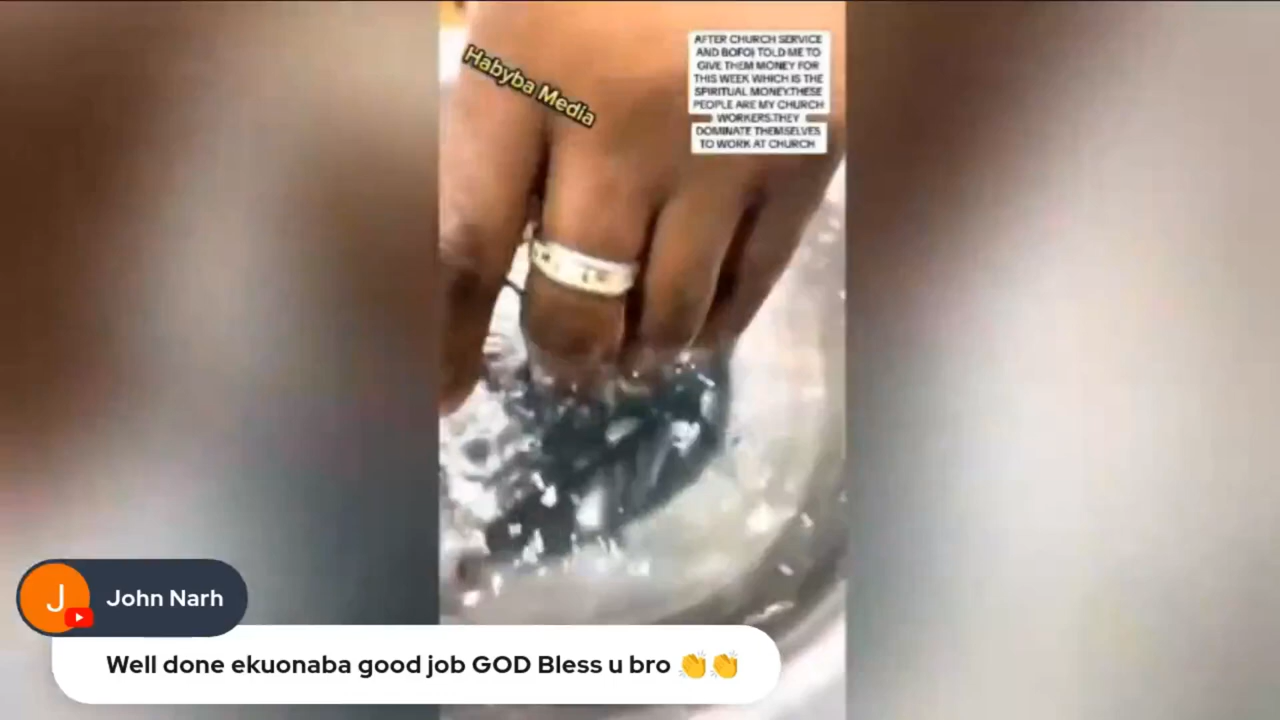 Habyba Media
AFTER CHURCH SERVICE
AND BOFO) TOLD ME TO
GIVE THEM MONEY FOR
THIS WEEK WHICH IS THE
SPIRITUAL MONEY.THESE
PEOPLE ARE MY CHURCH
WORKERS.THEY
DOMINATE THEMSELVES
TO WORK AT CHURCH
J
John Narh
Well done ekuonaba good job GOD Bless u bro 👏👏